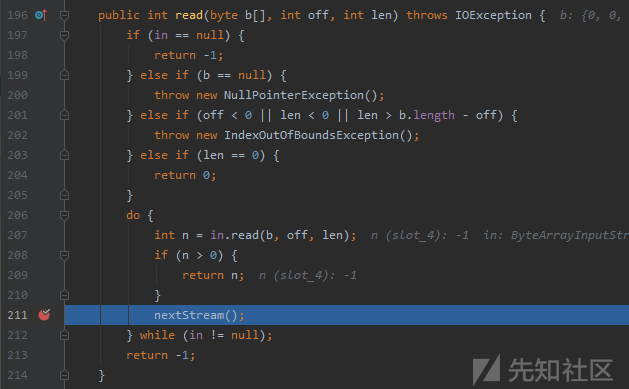 196 public int read(byte b[], int off, int len) throws IOException { b: {0, 0,
197 if (in == null) {
198 return -1;
199 } else if (b == null) {
200 throw new NullPointerException();
201 } else if (off < 0 || len < 0 || len > b.length - off) {
202 throw new IndexOutOfBoundsException();
203 } else if (len == 0) {
204 return 0;
205 }
206 do {
207 int n = in.read(b, off, len); n (slot_4): -1 in: ByteArrayInputStr
208 if (n > 0) {
209 return n; n (slot_4): -1
210 }
211 nextStream();
212 } while (in != null);
213 return -1;
214 }
先知社区